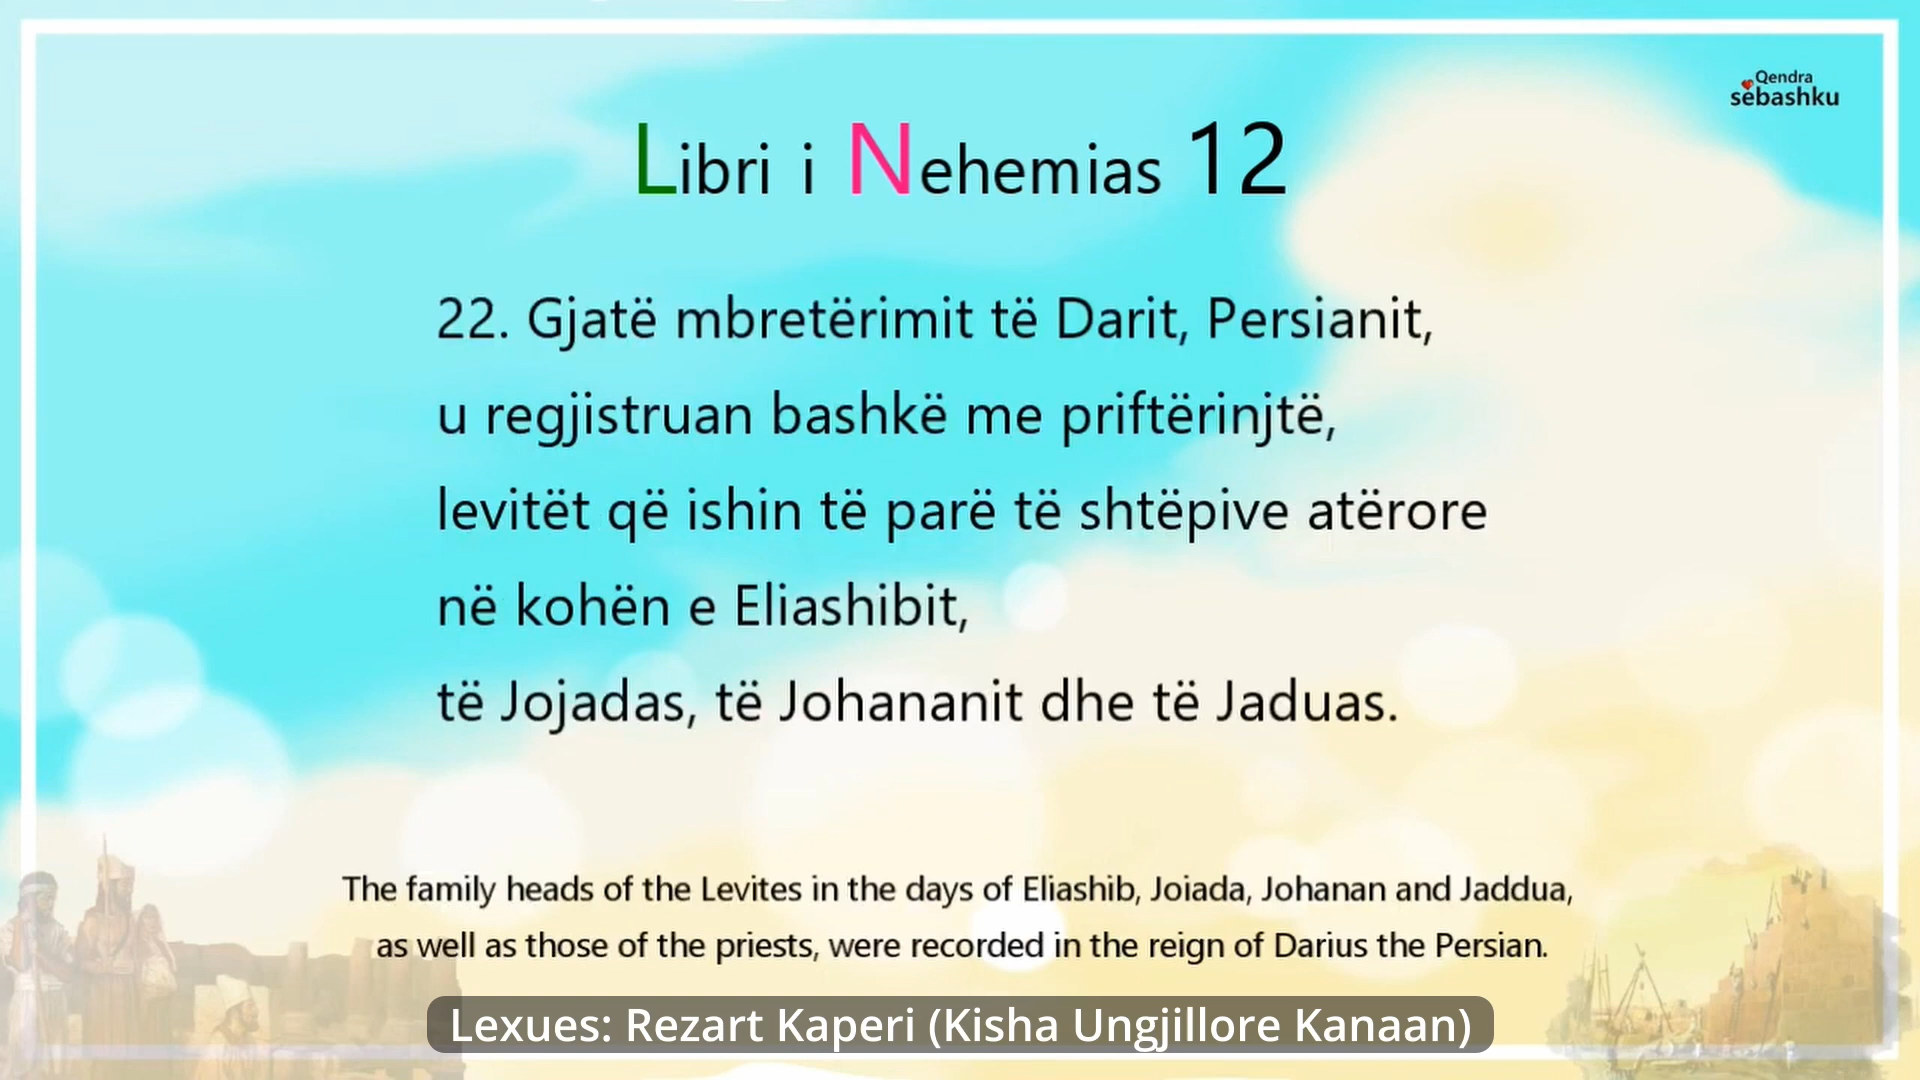 Qendra
sëbashku
Libri i Nehemias 12
22. Gjatë mbretërimit të Darit, Persianit,
u regjistruan bashkë me priftërinjtë,
levitët që ishin të parë të shtëpive atërore
në kohën e Eliashibit,
të Jojadas, të Johananit dhe të Jaduas.
The family heads of the Levites in the days of Eliashib, Joiada, Johanan and Jaddua,
as well as those of the priests, were recorded in the reign of Darius the Persian.
Lexues: Rezart Kaperi (Kisha Ungjillore Kanaan)